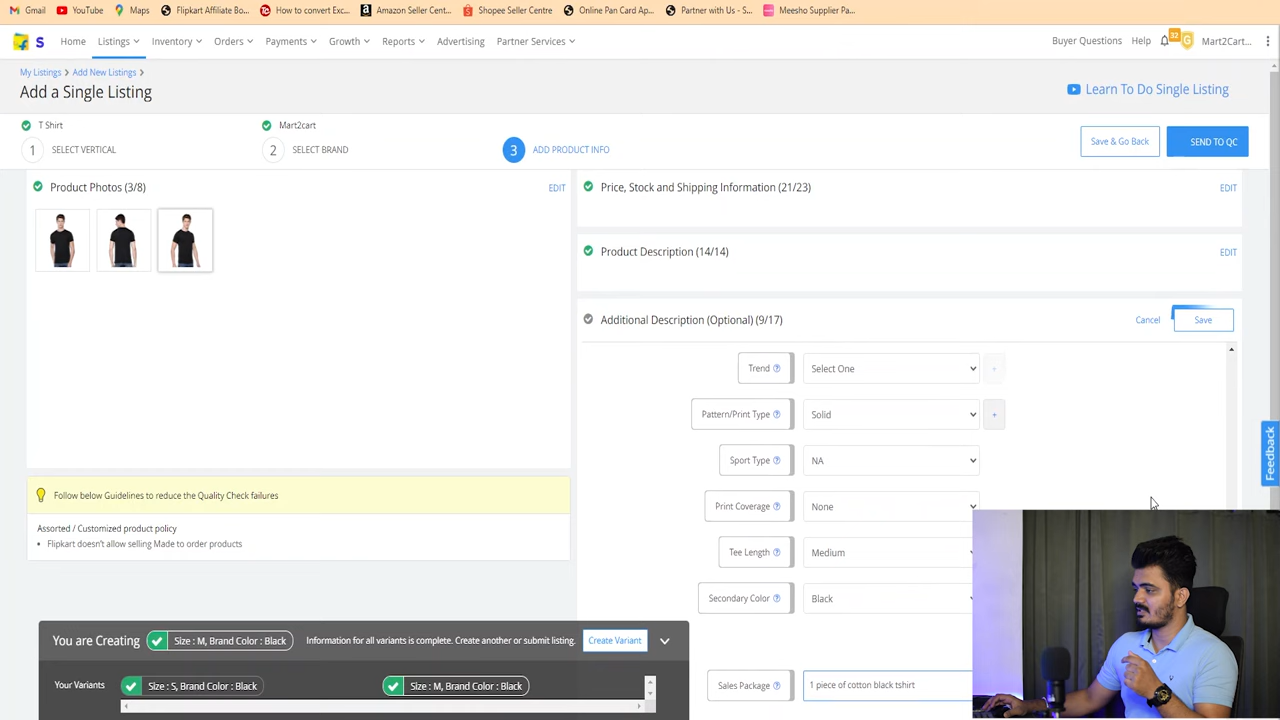 Gmail YouTube Maps Flipkart Affiliate Bo... How to convert Exc... Amazon Seller Cent... Shopee Seller Centre Online Pan Card Ap... Partner with Us - S... Meesho Supplier Pa...
S Home Listings Inventory Orders Payments Growth Reports Advertising Partner Services Buyer Questions Help 32 G Mart2Cart...
My Listings Add New Listings
Add a Single Listing Learn To Do Single Listing
T Shirt Mart2cart
1 SELECT VERTICAL 2 SELECT BRAND 3 ADD PRODUCT INFO Save & Go Back SEND TO QC
Product Photos (3/8) EDIT
Price, Stock and Shipping Information (21/23) EDIT
Product Description (14/14) EDIT
Additional Description (Optional) (9/17) Cancel Save
Trend ? Select One +
Pattern/Print Type ? Solid +
Sport Type ? NA
Print Coverage ? None
Tee Length ? Medium
Secondary Color ? Black
Sales Package ? 1 piece of cotton black tshirt
Feedback
Follow below Guidelines to reduce the Quality Check failures
Assorted / Customized product policy
• Flipkart doesn't allow selling Made to order products
You are Creating Size : M, Brand Color : Black Information for all variants is complete. Create another or submit listing. Create Variant
Your Variants Size : S, Brand Color : Black Size : M, Brand Color : Black